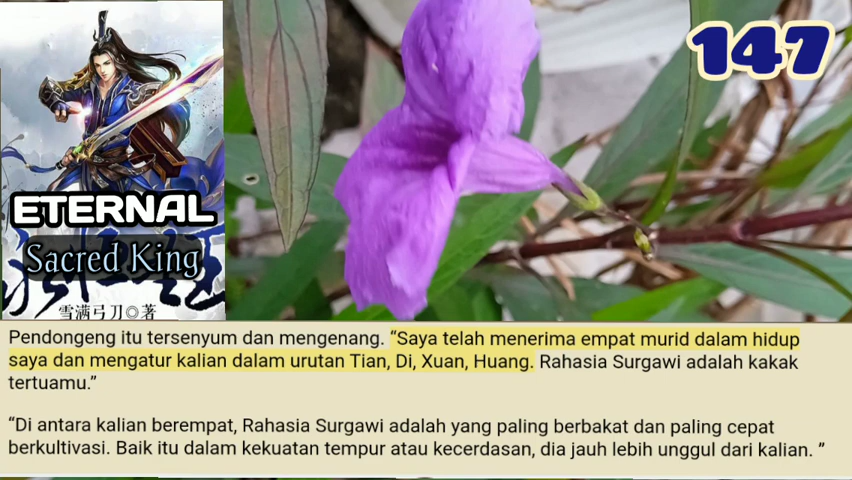 147
ETERNAL
Sacred King
雪满弓刀◎著
Pendongeng itu tersenyum dan mengenang. “Saya telah menerima empat murid dalam hidup
saya dan mengatur kalian dalam urutan Tian, Di, Xuan, Huang. Rahasia Surgawi adalah kakak
tertuamu.”
“Di antara kalian berempat, Rahasia Surgawi adalah yang paling berbakat dan paling cepat
berkultivasi. Baik itu dalam kekuatan tempur atau kecerdasan, dia jauh lebih unggul dari kalian. ”